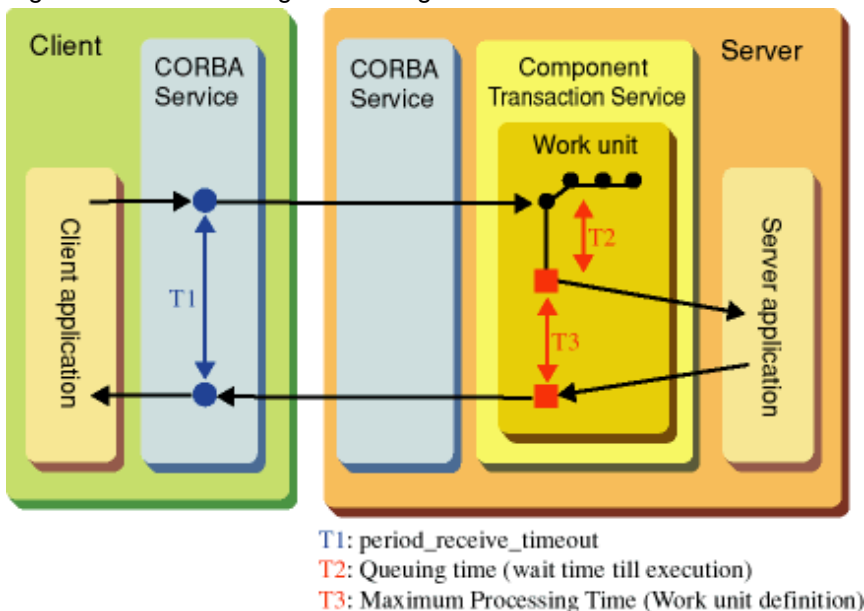 Client
CORBA
Service
Client application
T1
Server
CORBA
Service
Component
Transaction Service
Work unit
T2
T3
Server application
T1: period_receive_timeout
T2: Queuing time (wait time till execution)
T3: Maximum Processing Time (Work unit definition)